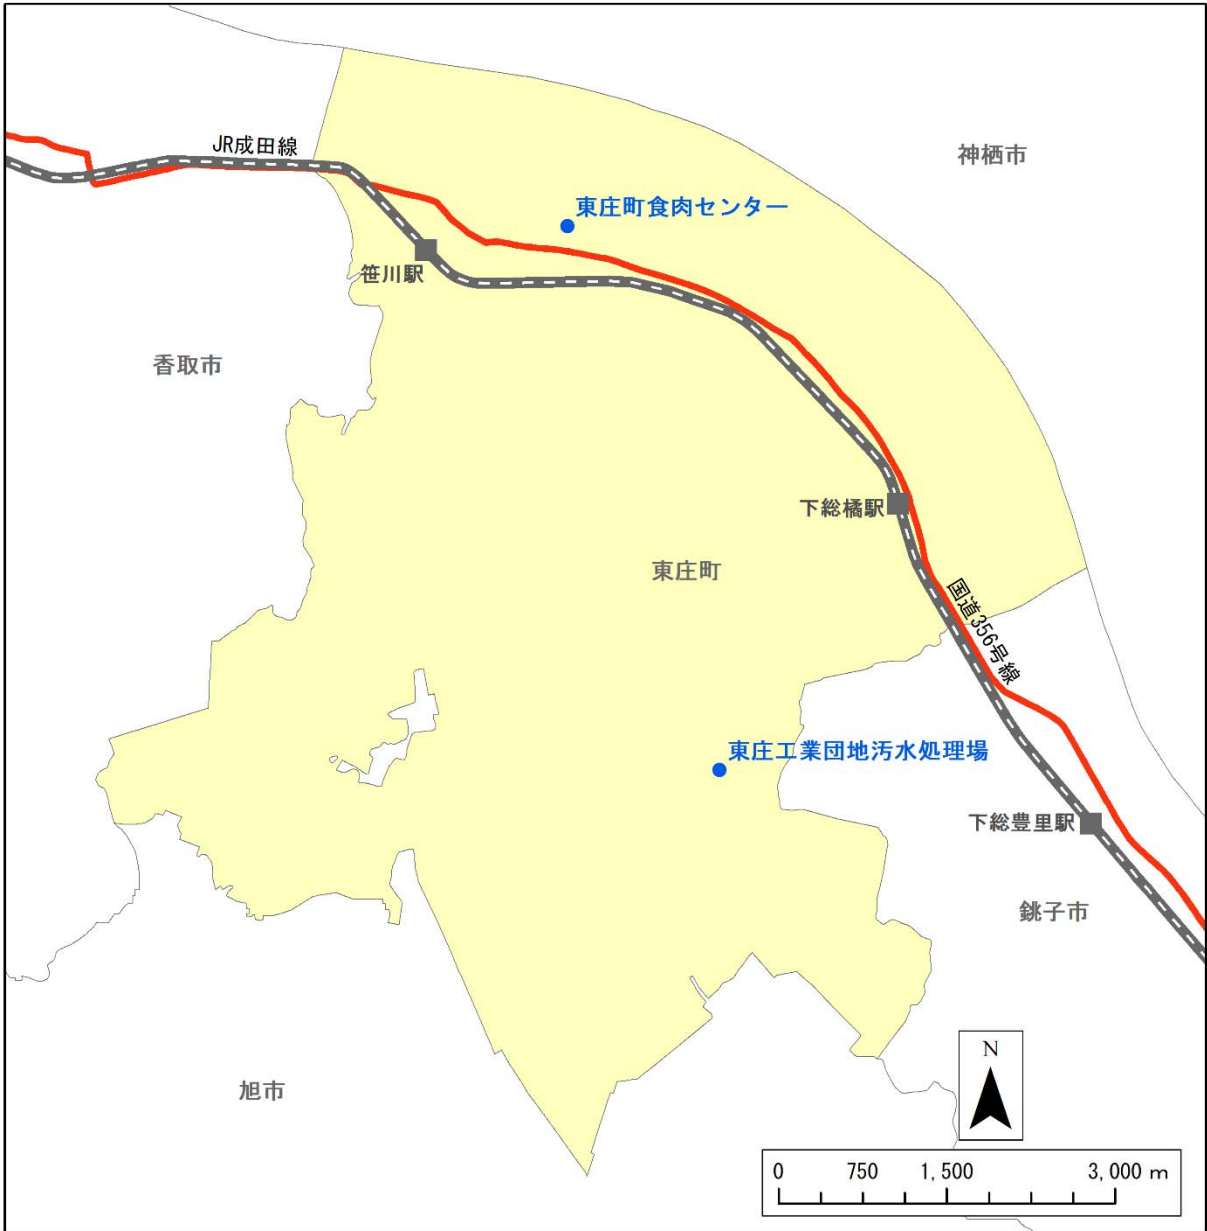 JR成田線
神栖市
東庄町食肉センター
笹川駅
香取市
下総橘駅
東庄町
国道356号線
東庄工業団地汚水処理場
下総豊里駅
銚子市
旭市
N
0 750 1,500 3,000 m